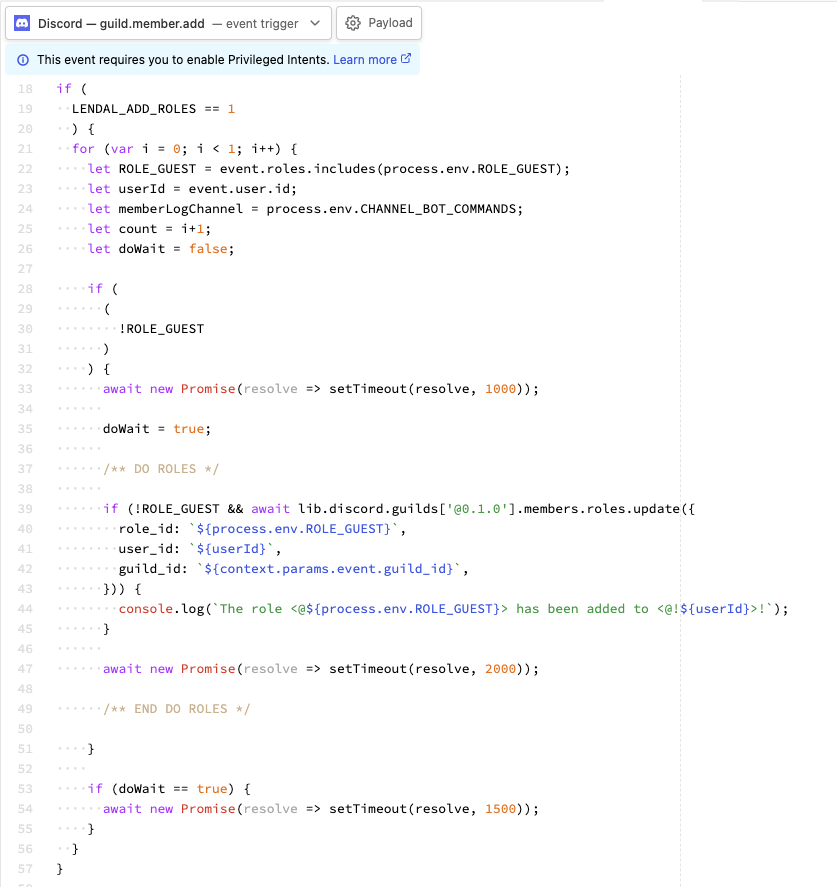 Discord — guild.member.add — event trigger Payload
This event requires you to enable Privileged Intents. Learn more
18 if (
19 ··LENDAL_ADD_ROLES == 1
20 ··) {
21 ··for (var i = 0; i < 1; i++) {
22 ····let ROLE_GUEST = event.roles.includes(process.env.ROLE_GUEST);
23 ····let userId = event.user.id;
24 ····let memberLogChannel = process.env.CHANNEL_BOT_COMMANDS;
25 ····let count = i+1;
26 ····let doWait = false;
27
28 ····if (
29 ······(
30 ········!ROLE_GUEST
31 ······)
32 ····) {
33 ······await new Promise(resolve => setTimeout(resolve, 1000));
34 ······
35 ······doWait = true;
36 ······
37 ······/** DO ROLES */
38 ······
39 ······if (!ROLE_GUEST && await lib.discord.guilds['@0.1.0'].members.roles.update({
40 ········role_id: `${process.env.ROLE_GUEST}`,
41 ········user_id: `${userId}`,
42 ········guild_id: `${context.params.event.guild_id}`,
43 ······})) {
44 ········console.log(`The role <@${process.env.ROLE_GUEST}> has been added to <@!${userId}>!`);
45 ······}
46 ······
47 ······await new Promise(resolve => setTimeout(resolve, 2000));
48
49 ······/** END DO ROLES */
50
51 ····}
52 ····
53 ····if (doWait == true) {
54 ······await new Promise(resolve => setTimeout(resolve, 1500));
55 ····}
56 ··}
57 }